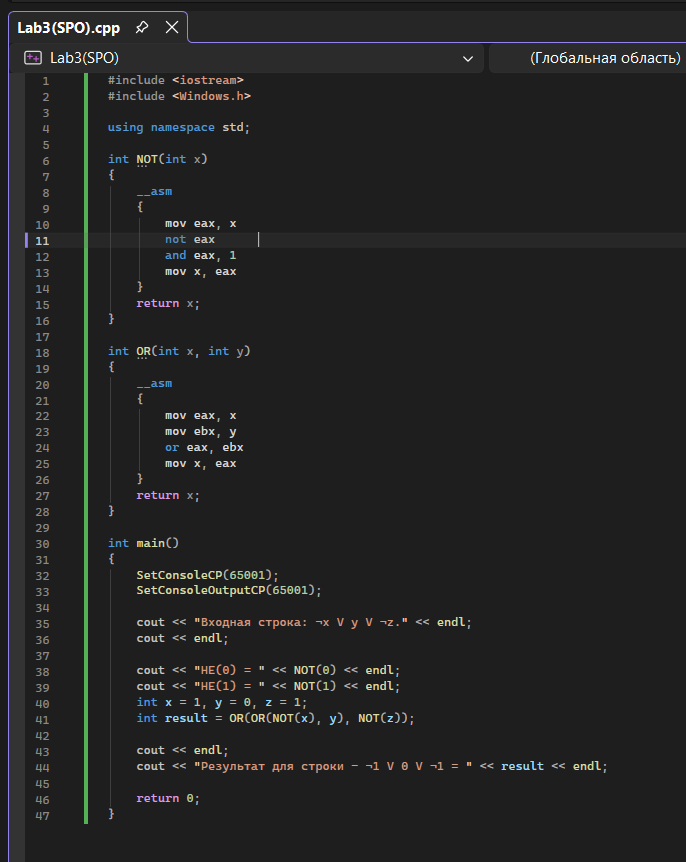 Lab3(SPO).cpp
Lab3(SPO) (Глобальная область)
1 #include <iostream>
2 #include <Windows.h>
3
4 using namespace std;
5
6 int NOT(int x)
7 {
8 __asm
9 {
10 mov eax, x
11 not eax
12 and eax, 1
13 mov x, eax
14 }
15 return x;
16 }
17
18 int OR(int x, int y)
19 {
20 __asm
21 {
22 mov eax, x
23 mov ebx, y
24 or eax, ebx
25 mov x, eax
26 }
27 return x;
28 }
29
30 int main()
31 {
32 SetConsoleCP(65001);
33 SetConsoleOutputCP(65001);
34
35 cout << "Входная строка: ¬x V y V ¬z." << endl;
36 cout << endl;
37
38 cout << "НЕ(0) = " << NOT(0) << endl;
39 cout << "НЕ(1) = " << NOT(1) << endl;
40 int x = 1, y = 0, z = 1;
41 int result = OR(OR(NOT(x), y), NOT(z));
42
43 cout << endl;
44 cout << "Результат для строки - ¬1 V 0 V ¬1 = " << result << endl;
45
46 return 0;
47 }